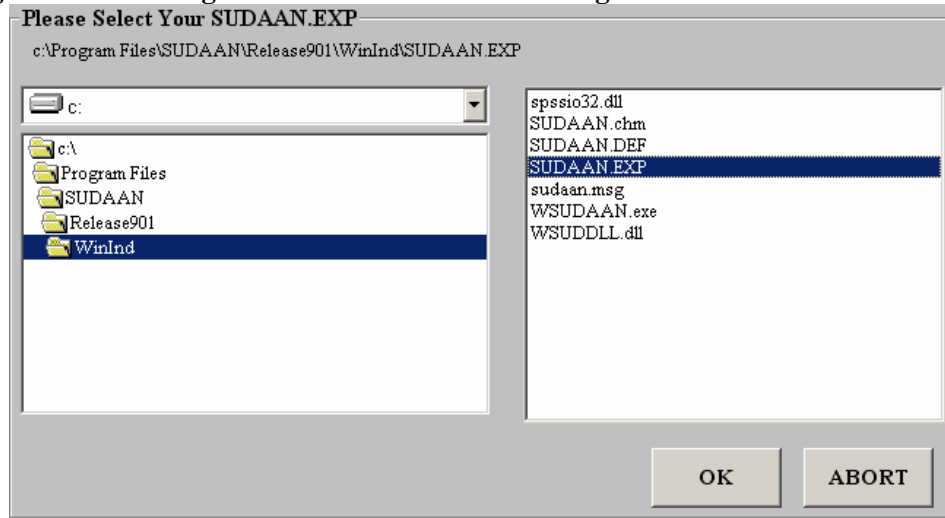 Please Select Your SUDAAN.EXP
c:\Program Files\SUDAAN\Release901\WinInd\SUDAAN.EXP
c:
c:\
Program Files
SUDAAN
Release901
WinInd
spssio32.dll
SUDAAN.chm
SUDAAN.DEF
SUDAAN.EXP
sudaan.msg
WSUDAAN.exe
WSUDDLL.dll
OK
ABORT